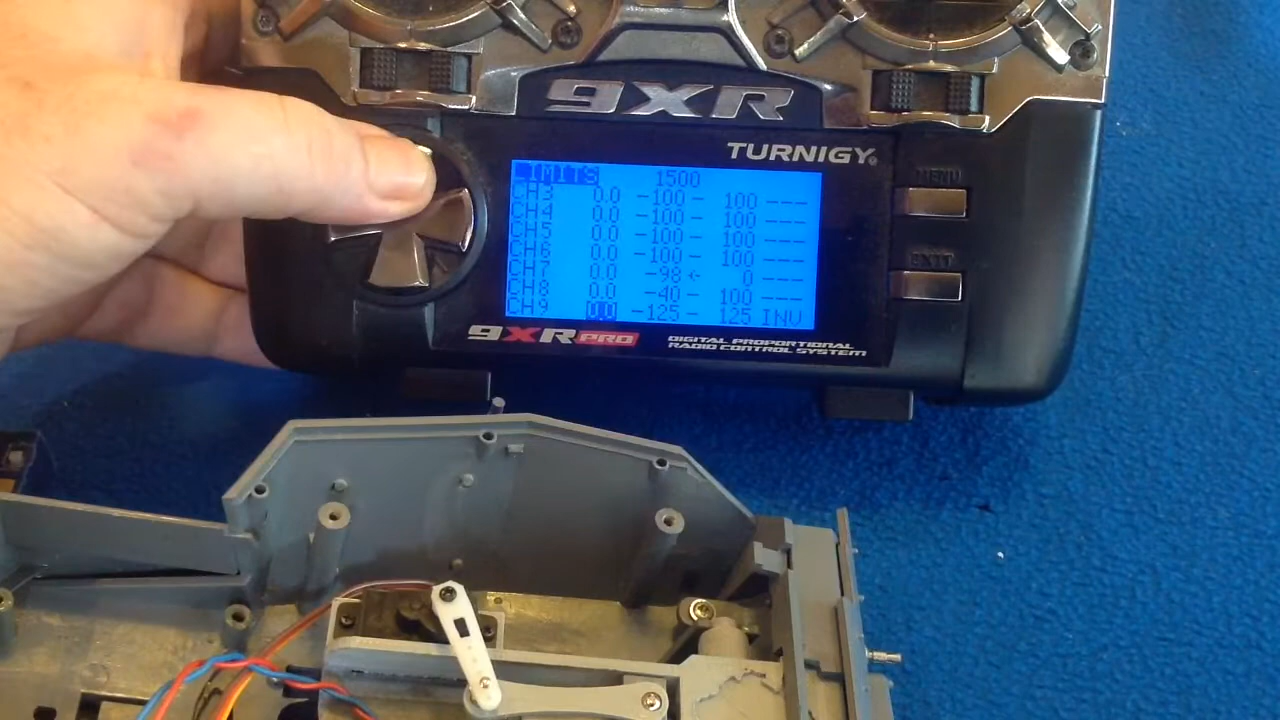 9XR
TURNIGY
MENU
EXIT
LIMITS 1500
CH3 0.0 -100 - 100 ---
CH4 0.0 -100 - 100 ---
CH5 0.0 -100 - 100 ---
CH6 0.0 -100 - 100 ---
CH7 0.0 -98 ← 0 ---
CH8 0.0 -40 - 100 ---
CH9 0.0 -125 - 125 INV
9XR PRO
DIGITAL PROPORTIONAL
RADIO CONTROL SYSTEM